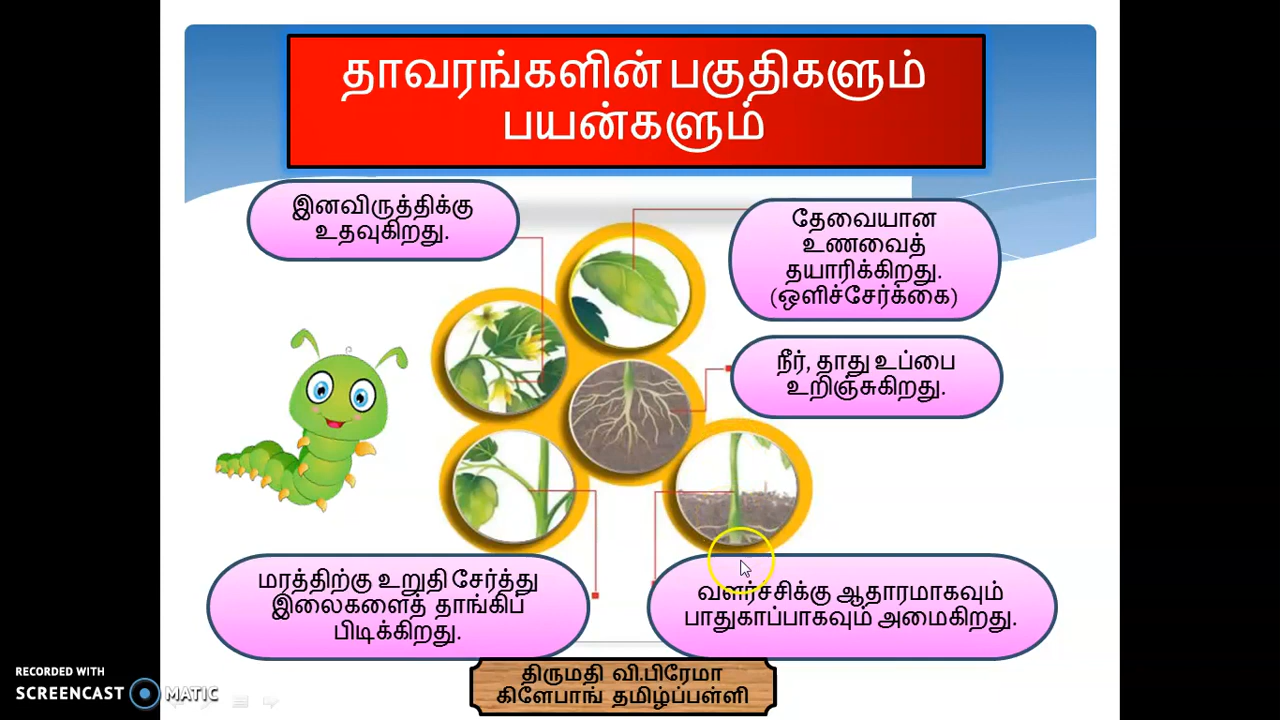 தாவரங்களின் பகுதிகளும்
பயன்களும்
இனவிருத்திக்கு
உதவுகிறது.
தேவையான
உணவைத்
தயாரிக்கிறது.
(ஒளிச்சேர்க்கை)
நீர், தாது உப்பை
உறிஞ்சுகிறது.
மரத்திற்கு உறுதி சேர்த்து
இலைகளைத் தாங்கிப்
பிடிக்கிறது.
வளர்ச்சிக்கு ஆதாரமாகவும்
பாதுகாப்பாகவும் அமைகிறது.
திருமதி வி.பிரேமா
கிளேபாங் தமிழ்ப்பள்ளி
RECORDED WITH
SCREENCAST MATIC